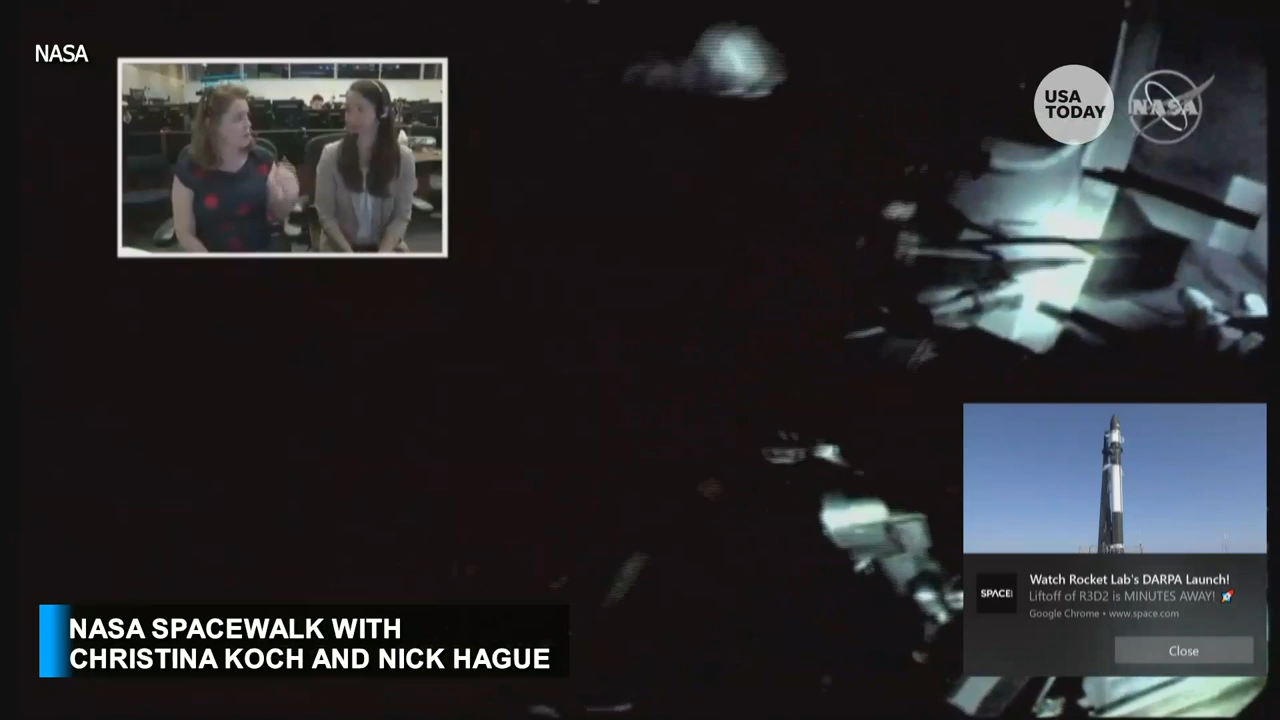 NASA
USA
TODAY
NASA
Watch Rocket Lab's DARPA Launch!
Liftoff of R3D2 is MINUTES AWAY! 🚀
SPACE
Google Chrome • www.space.com
Close
NASA SPACEWALK WITH
CHRISTINA KOCH AND NICK HAGUE